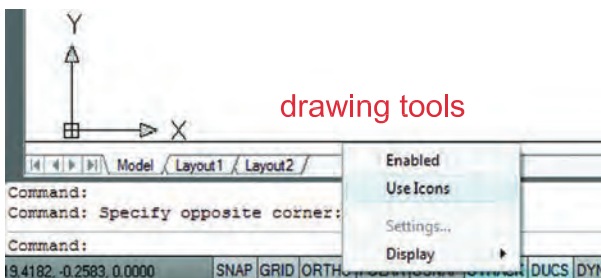 Y
drawing tools
X
Enabled
Model Layout1 Layout2
Use Icons
Command:
Command: Specify opposite corner:
Settings...
Command:
Display
9.4182, -0.2583, 0.0000 SNAP GRID ORTHO DUCS DYN